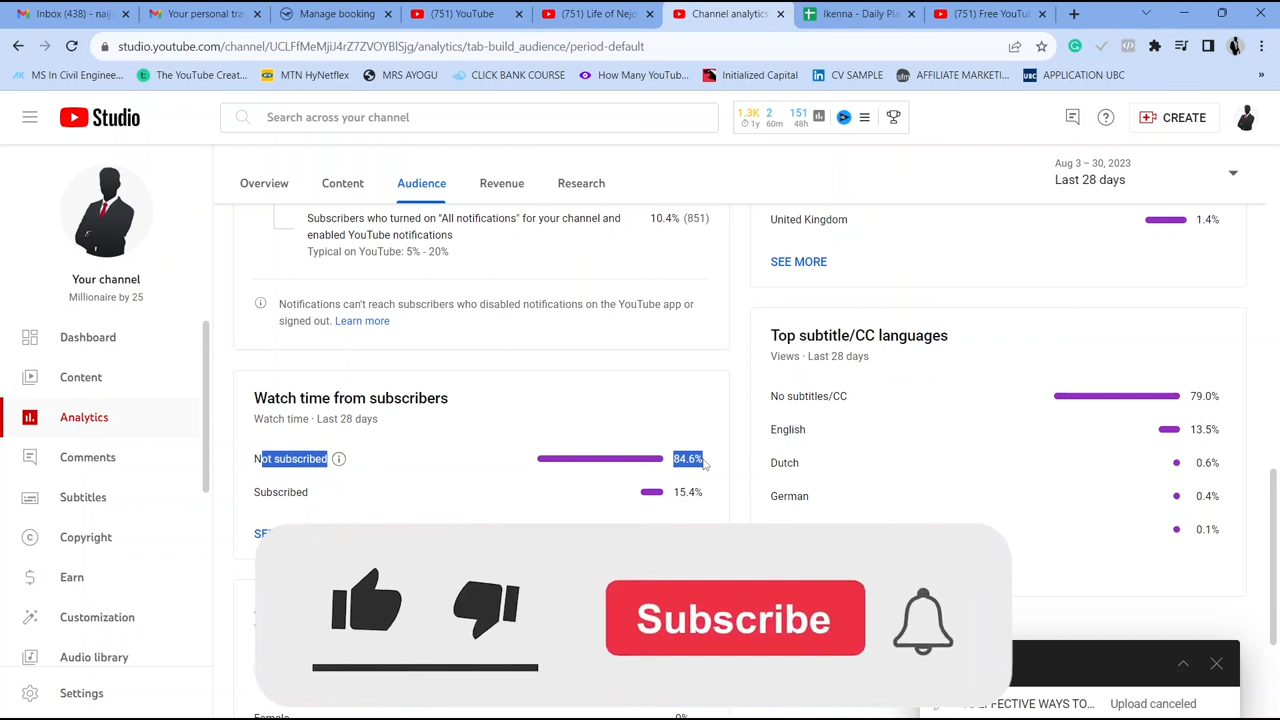 Inbox (438) - naij
Your personal tra
Manage booking
(751) YouTube
(751) Life of Nejo
Channel analytics
Ikenna - Daily Pla
(751) Free YouTu
studio.youtube.com/channel/UCLFfMeMjiJ4rZ7ZVOYBlSjg/analytics/tab-build_audience/period-default
MS In Civil Enginee...
The YouTube Creat...
MTN HyNetflex
MRS AYOGU
CLICK BANK COURSE
How Many YouTub...
Initialized Capital
CV SAMPLE
AFFILIATE MARKETI...
APPLICATION UBC
»
Studio
Search across your channel
1.3K 2 151
1y 60m 48h
CREATE
Your channel
Millionaire by 25
Dashboard
Content
Analytics
Comments
Subtitles
Copyright
Earn
Customization
Audio library
Settings
Overview Content Audience Revenue Research
Aug 3 – 30, 2023
Last 28 days
Subscribers who turned on "All notifications" for your channel and 10.4% (851)
enabled YouTube notifications
Typical on YouTube: 5% - 20%
Notifications can't reach subscribers who disabled notifications on the YouTube app or
signed out. Learn more
Watch time from subscribers
Watch time · Last 28 days
Not subscribed 84.6%
Subscribed 15.4%
SE
Female 0%
United Kingdom 1.4%
SEE MORE
Top subtitle/CC languages
Views · Last 28 days
No subtitles/CC 79.0%
English 13.5%
Dutch 0.6%
German 0.4%
0.1%
Subscribe
EFFECTIVE WAYS TO... Upload canceled